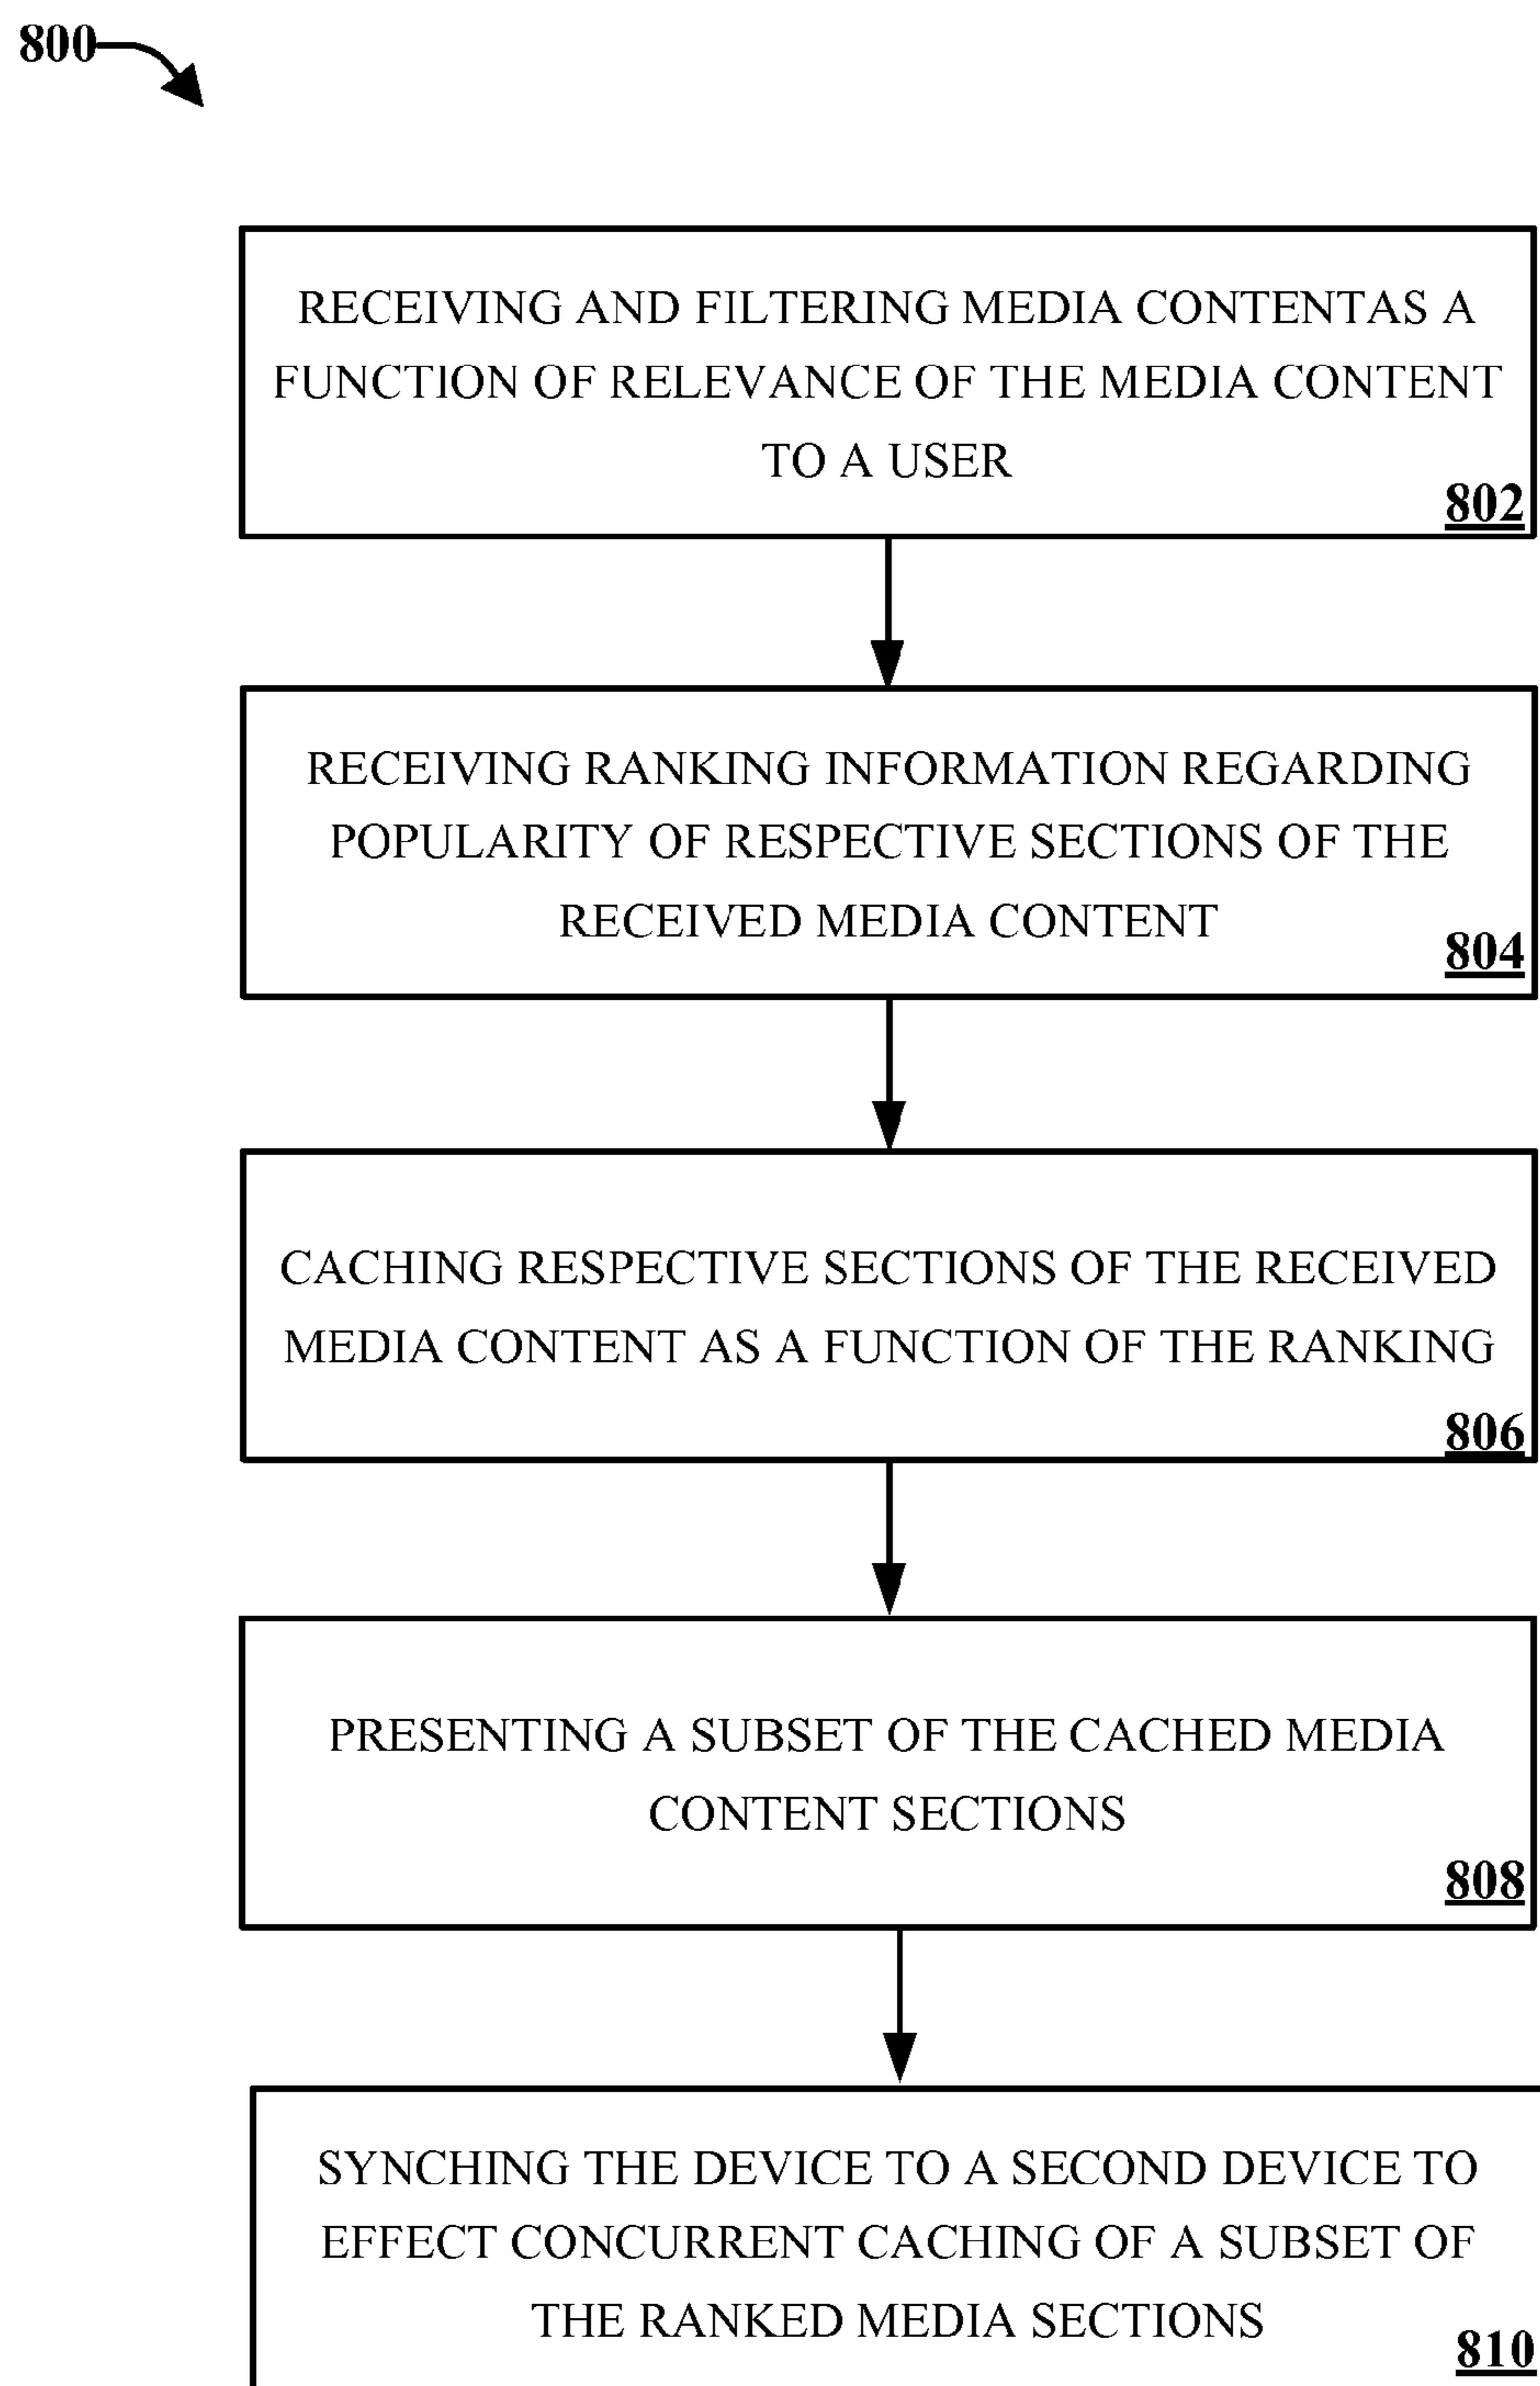 800
RECEIVING AND FILTERING MEDIA CONTENTAS A
FUNCTION OF RELEVANCE OF THE MEDIA CONTENT
TO A USER
802
RECEIVING RANKING INFORMATION REGARDING
POPULARITY OF RESPECTIVE SECTIONS OF THE
RECEIVED MEDIA CONTENT
804
CACHING RESPECTIVE SECTIONS OF THE RECEIVED
MEDIA CONTENT AS A FUNCTION OF THE RANKING
806
PRESENTING A SUBSET OF THE CACHED MEDIA
CONTENT SECTIONS
808
SYNCHING THE DEVICE TO A SECOND DEVICE TO
EFFECT CONCURRENT CACHING OF A SUBSET OF
THE RANKED MEDIA SECTIONS
810